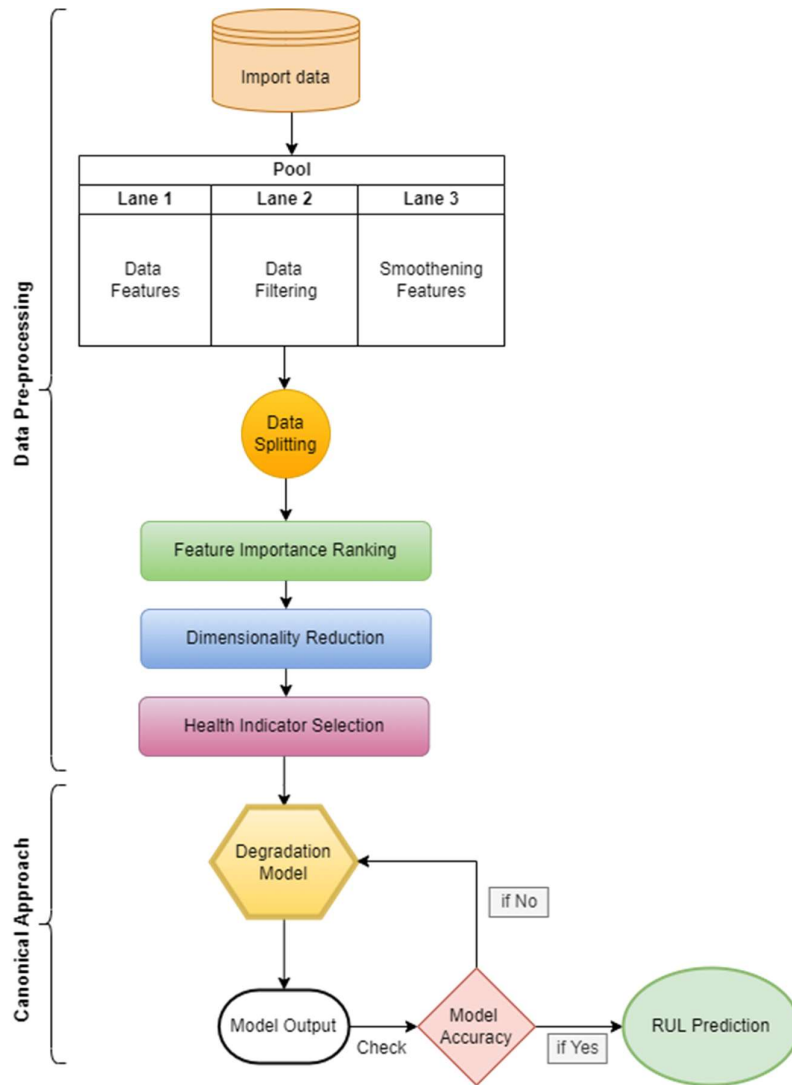 Import data
Pool
Lane 1
Lane 2
Lane 3
Data
Features
Data
Filtering
Smoothening
Features
Data Pre-processing
Data
Splitting
Feature Importance Ranking
Dimensionality Reduction
Health Indicator Selection
Canonical Approach
Degradation
Model
if No
Model Output
Check
Model
Accuracy
if Yes
RUL Prediction